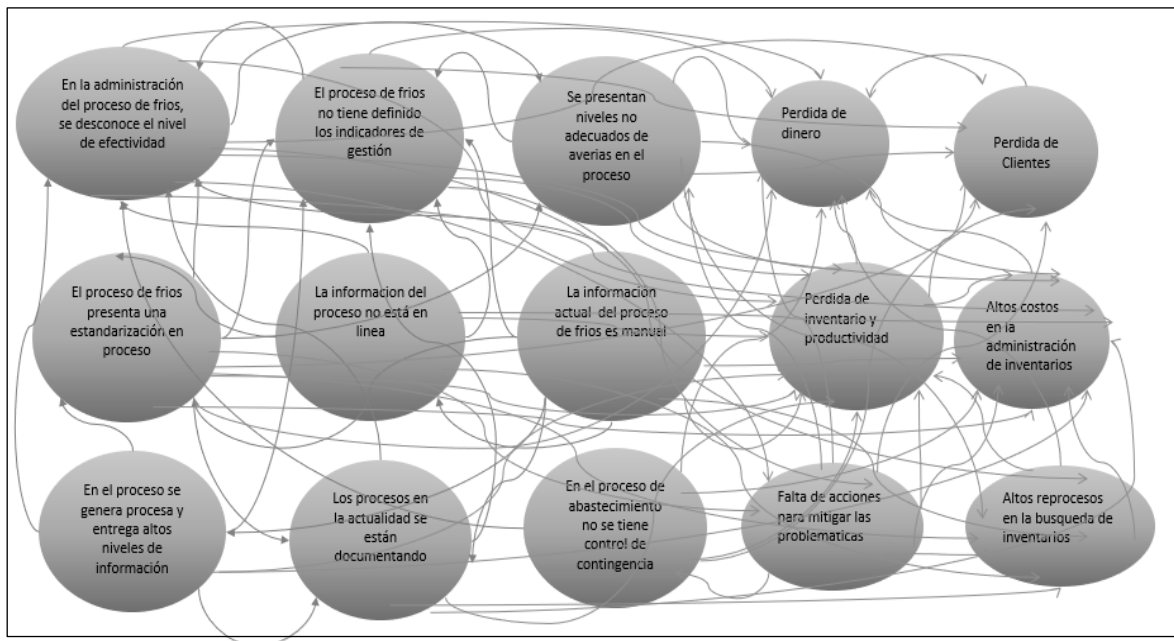 En la administración
del proceso de frios,
se desconoce el nivel
de efectividad
El proceso de frios
no tiene definido
los indicadores de
gestión
Se presentan
niveles no
adecuados de
averias en el
proceso
Perdida de
dinero
Perdida de
Clientes
El proceso de frios
presenta una
estandarización en
proceso
La informacion del
proceso no está en
linea
La información
actual del proceso
de frios es manual
Perdida de
inventario y
productividad
Altos costos
en la
administración
de inventarios
En el proceso se
genera procesa y
entrega altos
niveles de
información
Los procesos en
la actualidad se
están
documentando
En el proceso de
abastecimiento
no se tiene
control de
contingencia
Falta de acciones
para mitigar las
problematicas
Altos reprocesos
en la busqueda de
inventarios